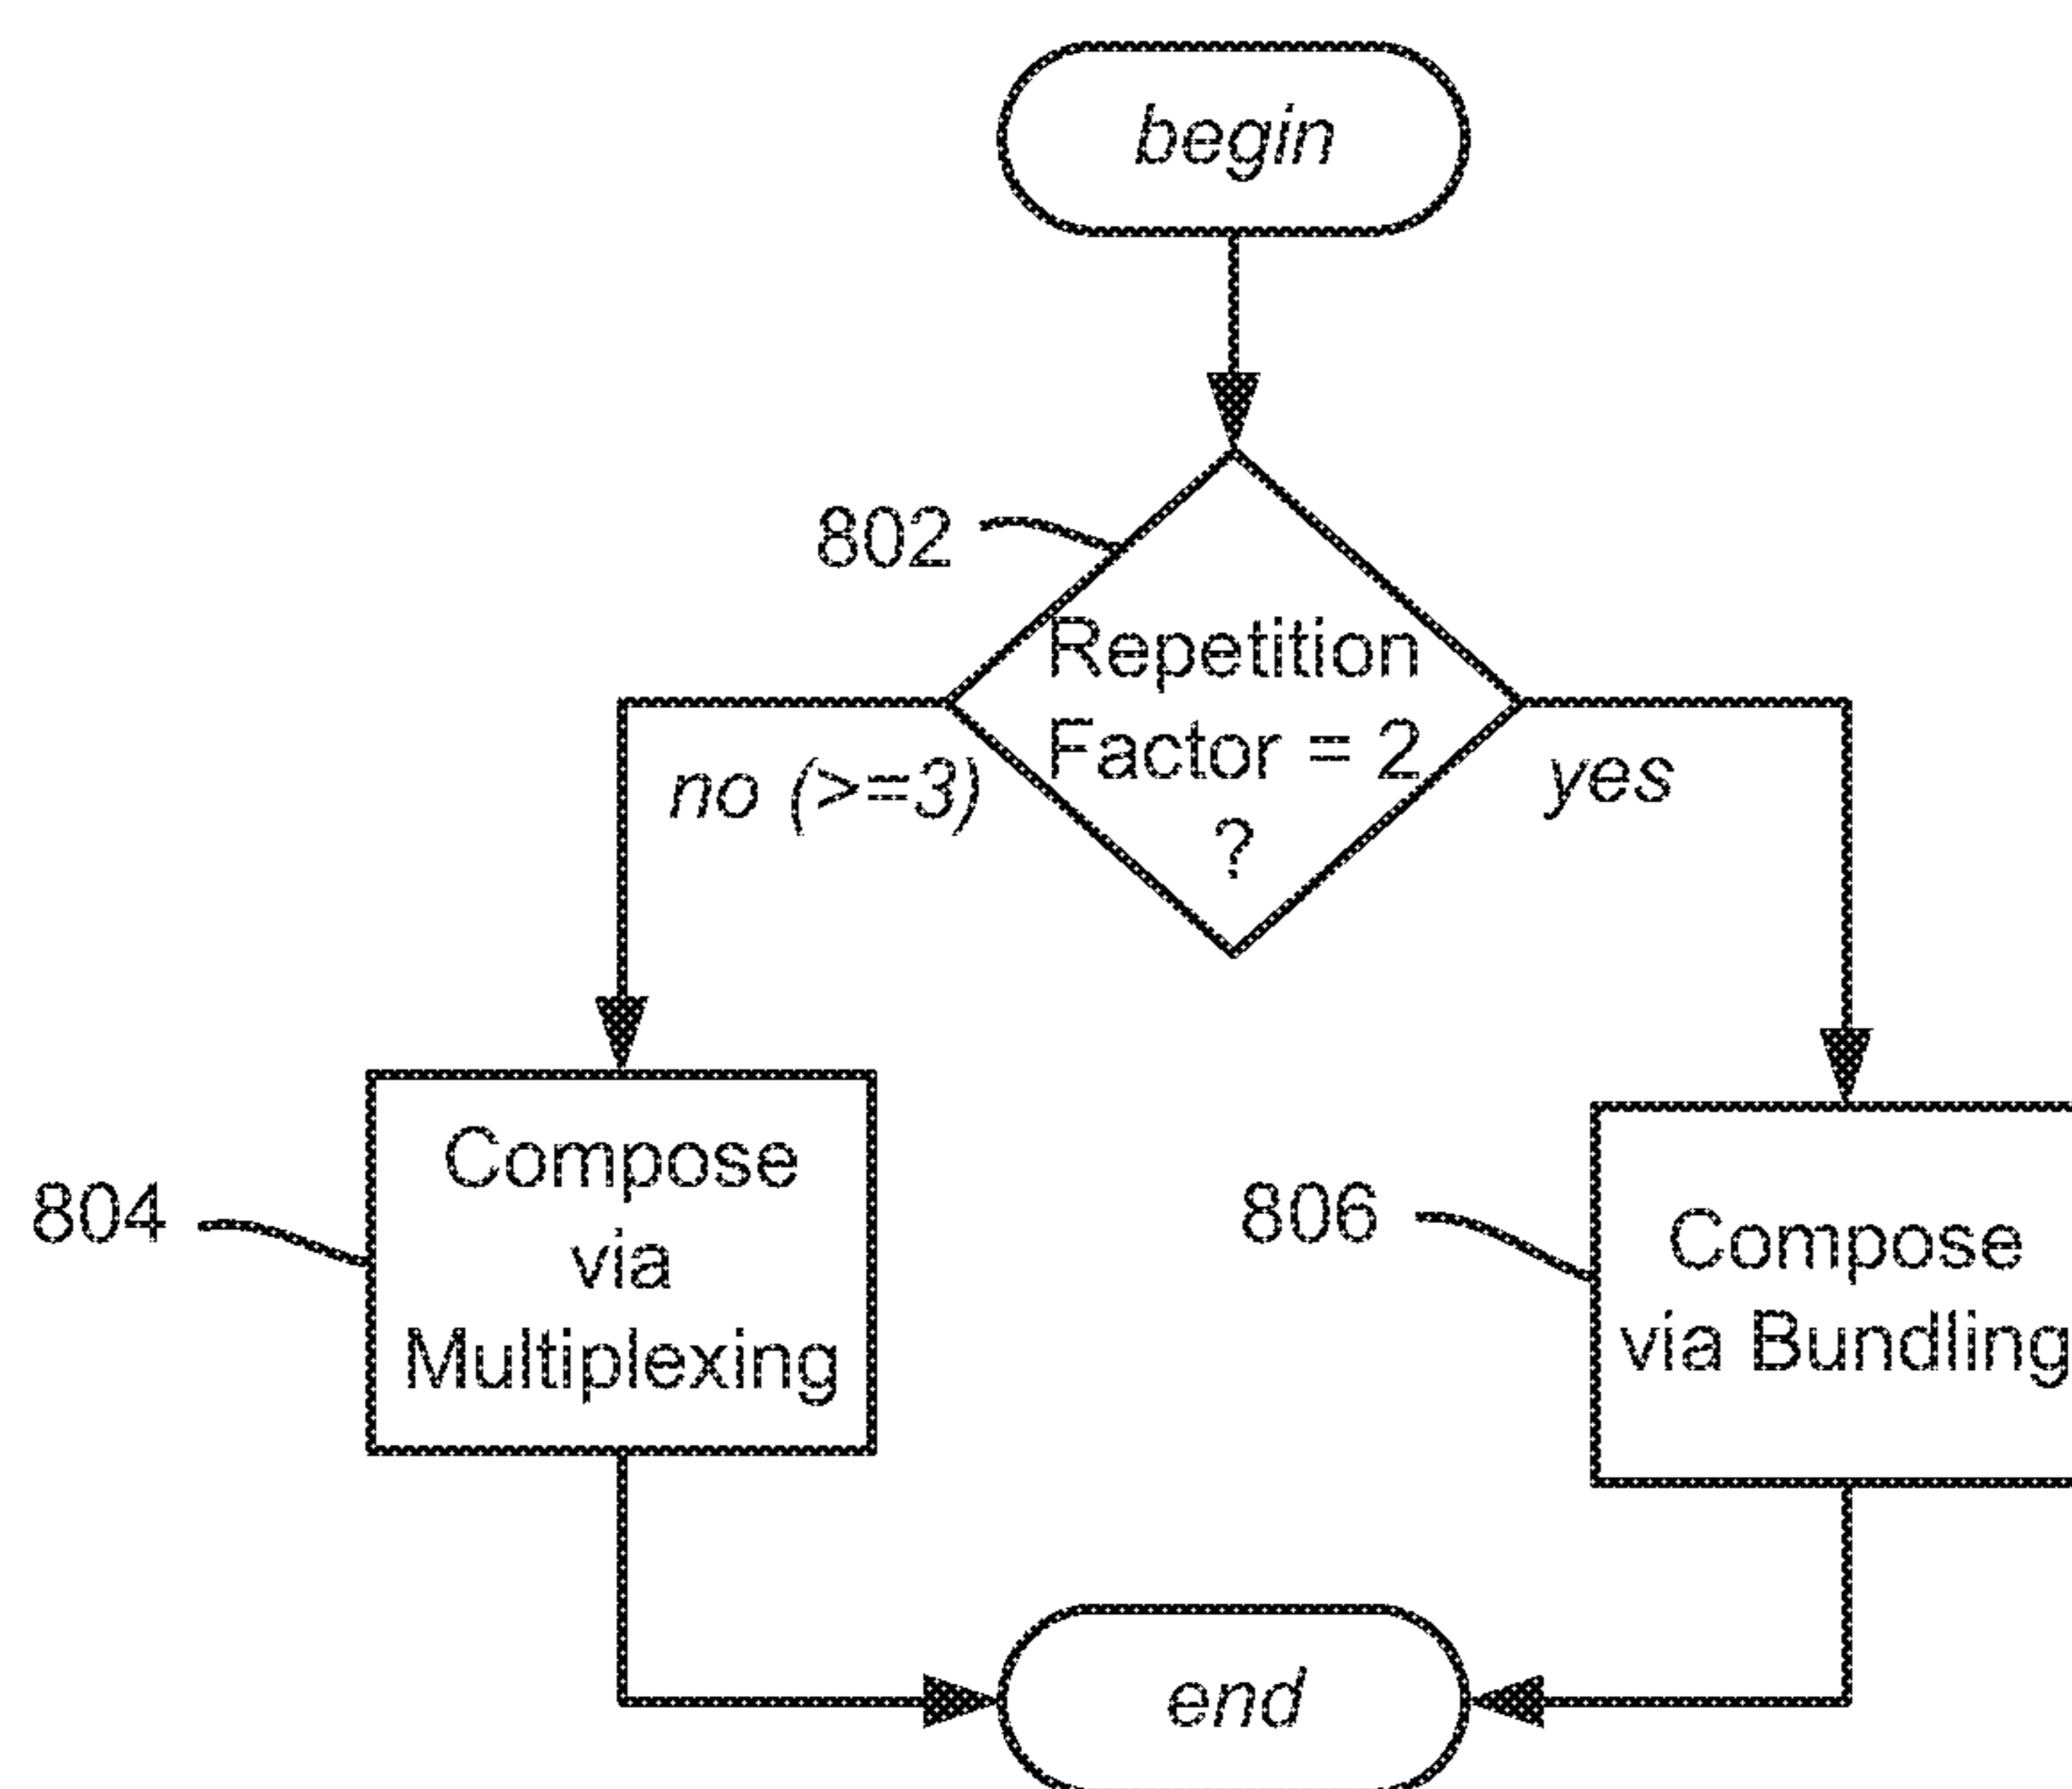 begin
802
Repetition
Factor = 2
?
no (>=3)
yes
804
Compose
via
Multiplexing
806
Compose
via Bundling
end